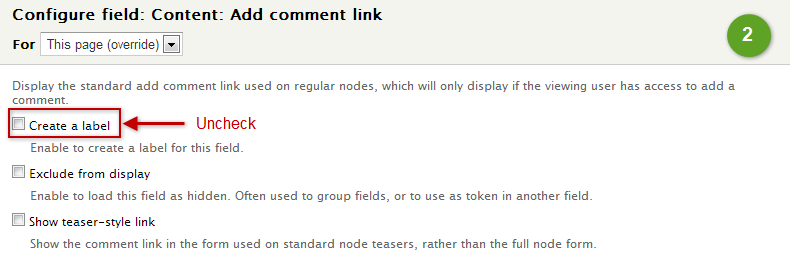 Configure field: Content: Add comment link
For This page (override)
2
Display the standard add comment link used on regular nodes, which will only display if the viewing user has access to add a
comment.
Create a label
Uncheck
Enable to create a label for this field.
Exclude from display
Enable to load this field as hidden. Often used to group fields, or to use as token in another field.
Show teaser-style link
Show the comment link in the form used on standard node teasers, rather than the full node form.